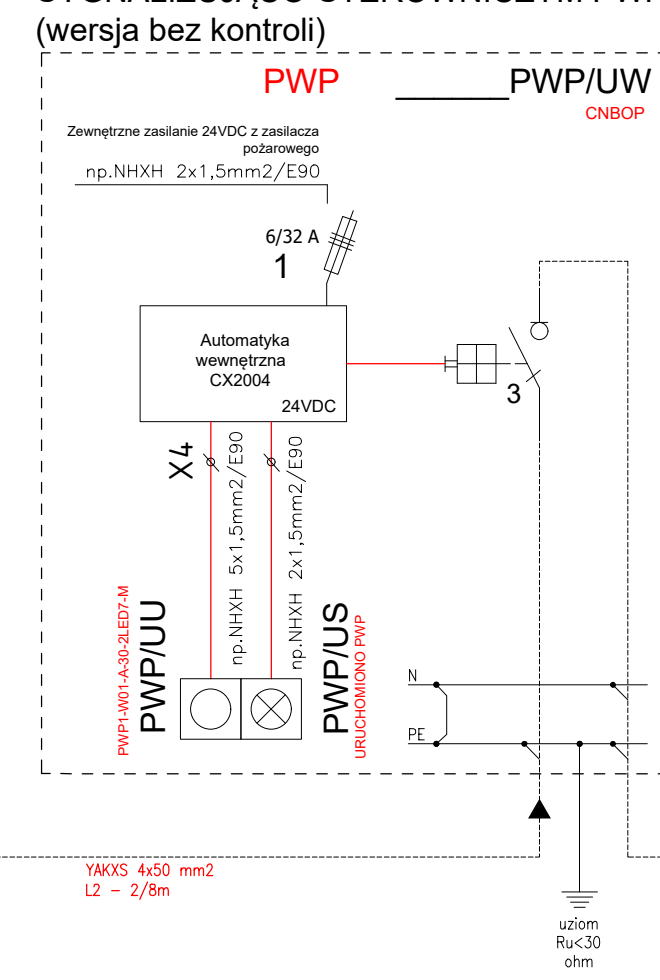 (wersja bez kontroli)
PWP ______PWP/UW
CNBOP
Zewnętrzne zasilanie 24VDC z zasilacza
pożarowego
np.NHXH 2x1,5mm2/E90
6/32 A
1
Automatyka
wewnętrzna
CX2004
24VDC
3
X4
np.NHXH 5x1,5mm2/E90
np.NHXH 2x1,5mm2/E90
PWP1-W01-A-30-2LED7-M
PWP/UU
PWP/US
URUCHOMIONO PWP
N
PE
YAKXS 4x50 mm2
L2 – 2/8m
uziom
Ru<30
ohm